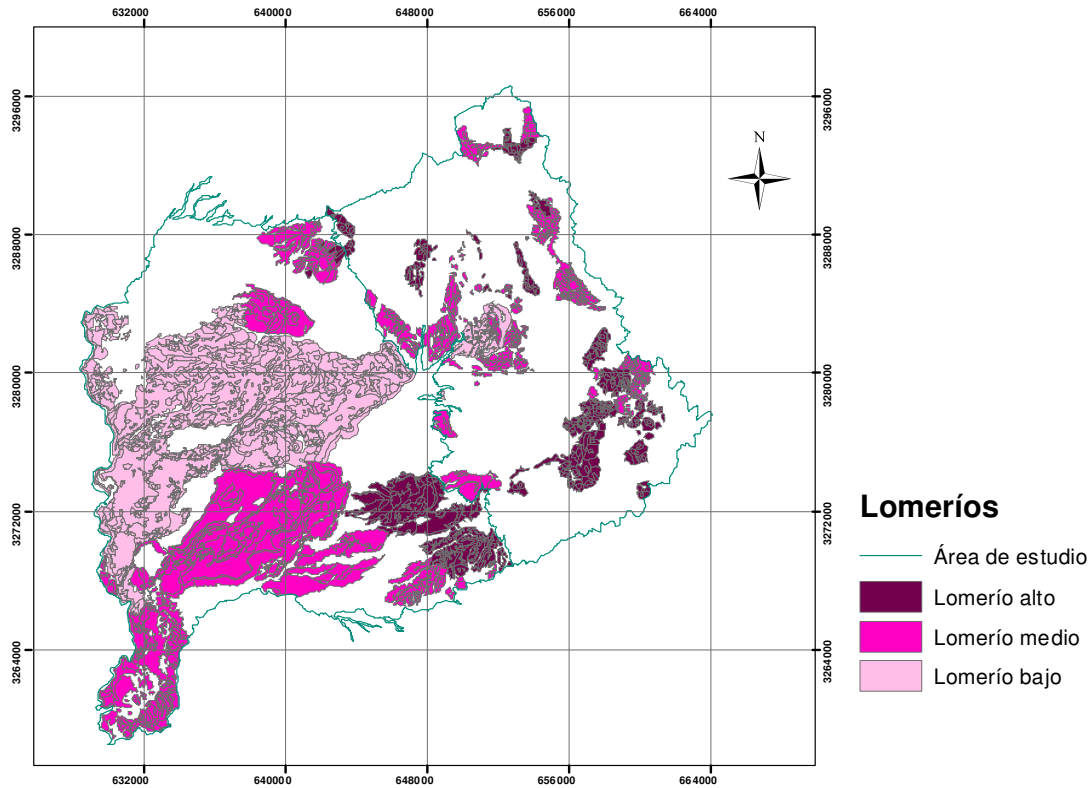 632000 640000 648000 656000 664000
3296000 3296000
N
3288000 3288000
3280000 3280000
3272000 3272000
3264000 3264000
632000 640000 648000 656000 664000
Lomeríos
Área de estudio
Lomerío alto
Lomerío medio
Lomerío bajo